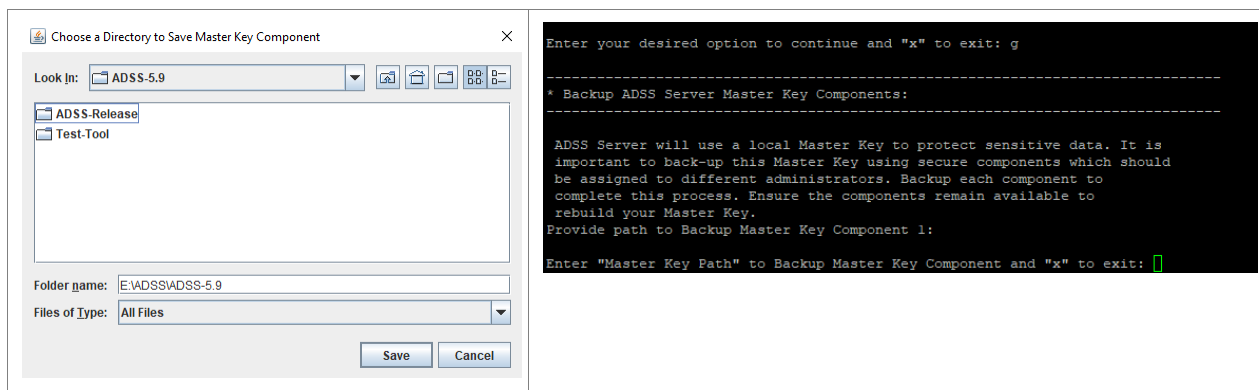 Choose a Directory to Save Master Key Component
Look In: ADSS-5.9
ADSS-Release
Test-Tool
Folder name: E:\ADSS\ADSS-5.9
Files of Type: All Files
Save Cancel
Enter your desired option to continue and "x" to exit: g
--------------------------------------------------------------------------------
* Backup ADSS Server Master Key Components:
--------------------------------------------------------------------------------
ADSS Server will use a local Master Key to protect sensitive data. It is
important to back-up this Master Key using secure components which should
be assigned to different administrators. Backup each component to
complete this process. Ensure the components remain available to
rebuild your Master Key.
Provide path to Backup Master Key Component 1:
Enter "Master Key Path" to Backup Master Key Component and "x" to exit: